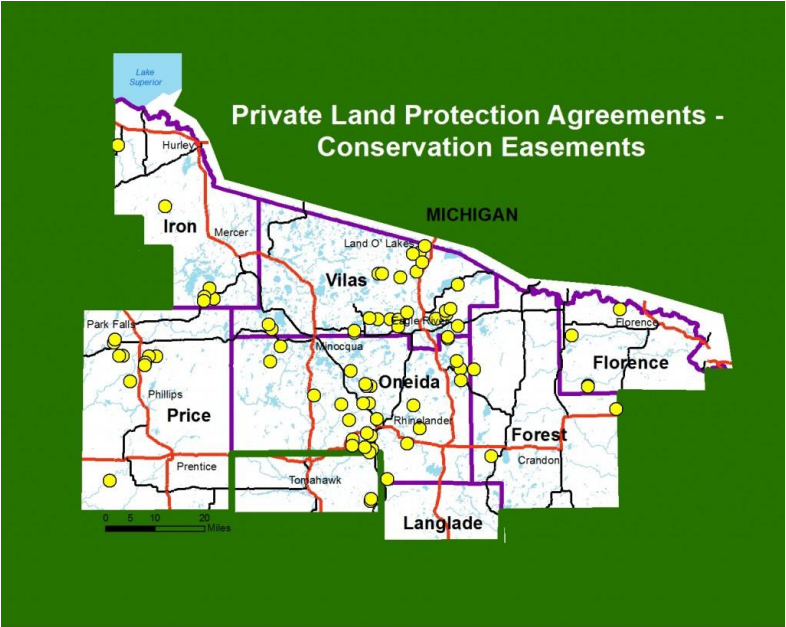 Lake
Superior
Private Land Protection Agreements -
Conservation Easements
Hurley
MICHIGAN
Iron
Mercer
Land O' Lakes
Vilas
Park Falls
Eagle River
Florence
Minocqua
Florence
Oneida
Phillips
Price
Rhinelander
Forest
Crandon
Prentice
Tomahawk
0 5 10 20
Miles
Langlade